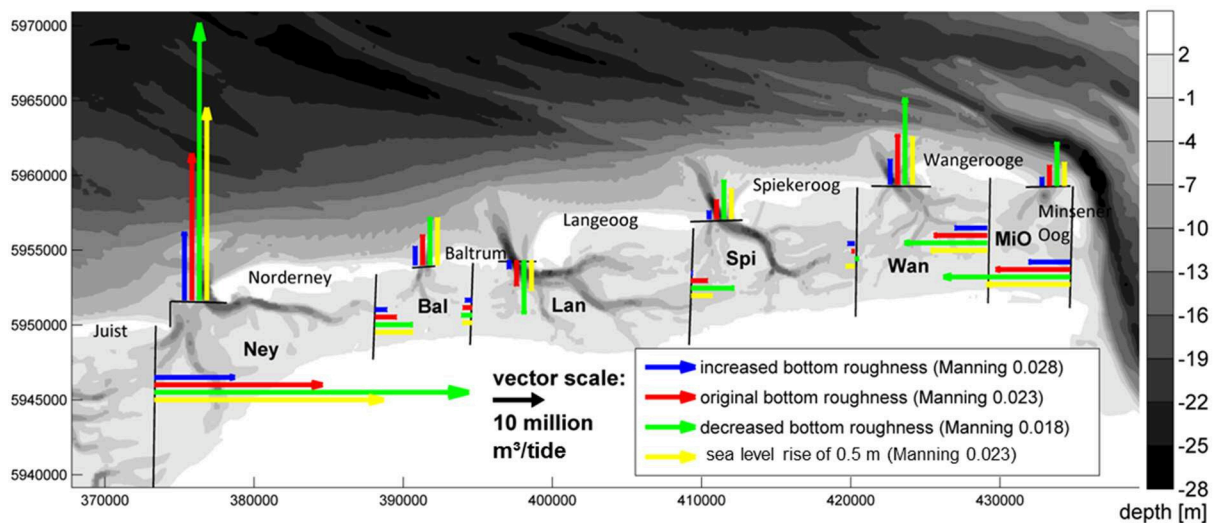 5970000
5965000
5960000
5955000
5950000
5945000
5940000
370000
380000
390000
400000
410000
420000
430000
Juist
Norderney
Ney
Baltrum
Bal
Langeoog
Lan
Spiekeroog
Spi
Wangerooge
Wan
MiO
Minsener
Oog
vector scale:
10 million
m³/tide
increased bottom roughness (Manning 0.028)
original bottom roughness (Manning 0.023)
decreased bottom roughness (Manning 0.018)
sea level rise of 0.5 m (Manning 0.023)
2
-1
-4
-7
-10
-13
-16
-19
-22
-25
-28
depth [m]